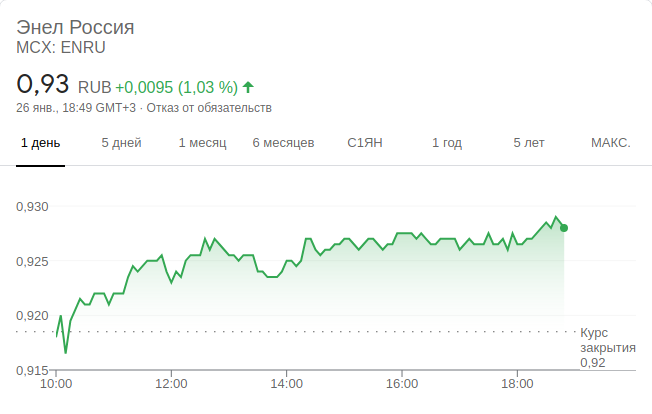 Энел Россия
MCX: ENRU
0,93 RUB +0,0095 (1,03 %)
26 янв., 18:49 GMT+3 · Отказ от обязательств
1 день 5 дней 1 месяц 6 месяцев С1ЯН 1 год 5 лет МАКС.
0,930
0,925
0,920
Курс
закрытия
0,92
0,915
10:00 12:00 14:00 16:00 18:00